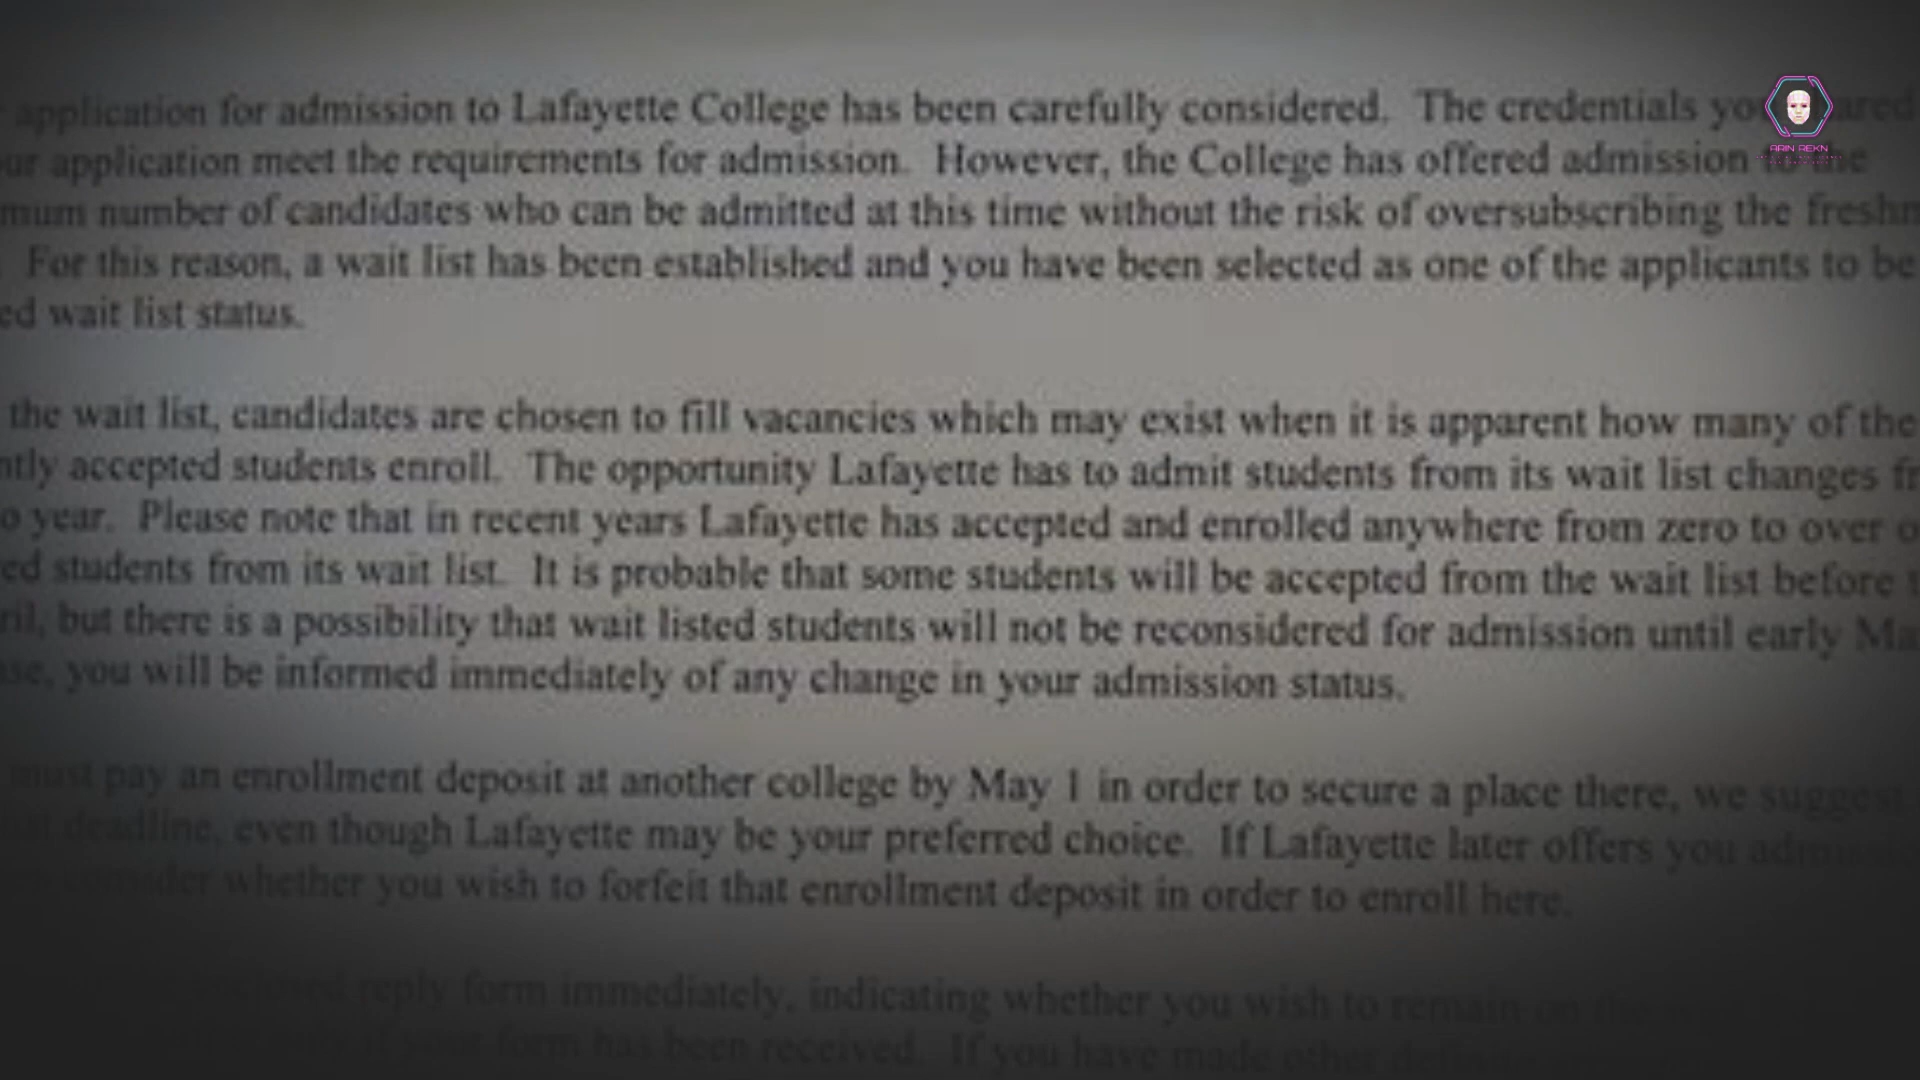 application for admission to Lafayette College has been carefully considered. The credentials
application meet the requirements for admission. However, the College has offered admission to the
number of candidates who can be admitted at this time without the risk of oversubscribing the
For this reason, a wait list has been established and you have been selected as one of the applicants to be
wait list status.
the wait list, candidates are chosen to fill vacancies which may exist when it is apparent how many of the
accepted students enroll. The opportunity Lafayette has to admit students from its wait list changes
year. Please note that in recent years Lafayette has accepted and enrolled anywhere from zero to over
students from its wait list. It is probable that some students will be accepted from the wait list before
but there is a possibility that wait listed students will not be reconsidered for admission until early
you will be informed immediately of any change in your admission status.
must pay an enrollment deposit at another college by May 1 in order to secure a place there, we suggest
deadline, even though Lafayette may be your preferred choice. If Lafayette later offers you
consider whether you wish to forfeit that enrollment deposit in order to enroll here.
reply form immediately, indicating whether you wish to remain on the
if your form has been received. If you have made other
ARIN REKN